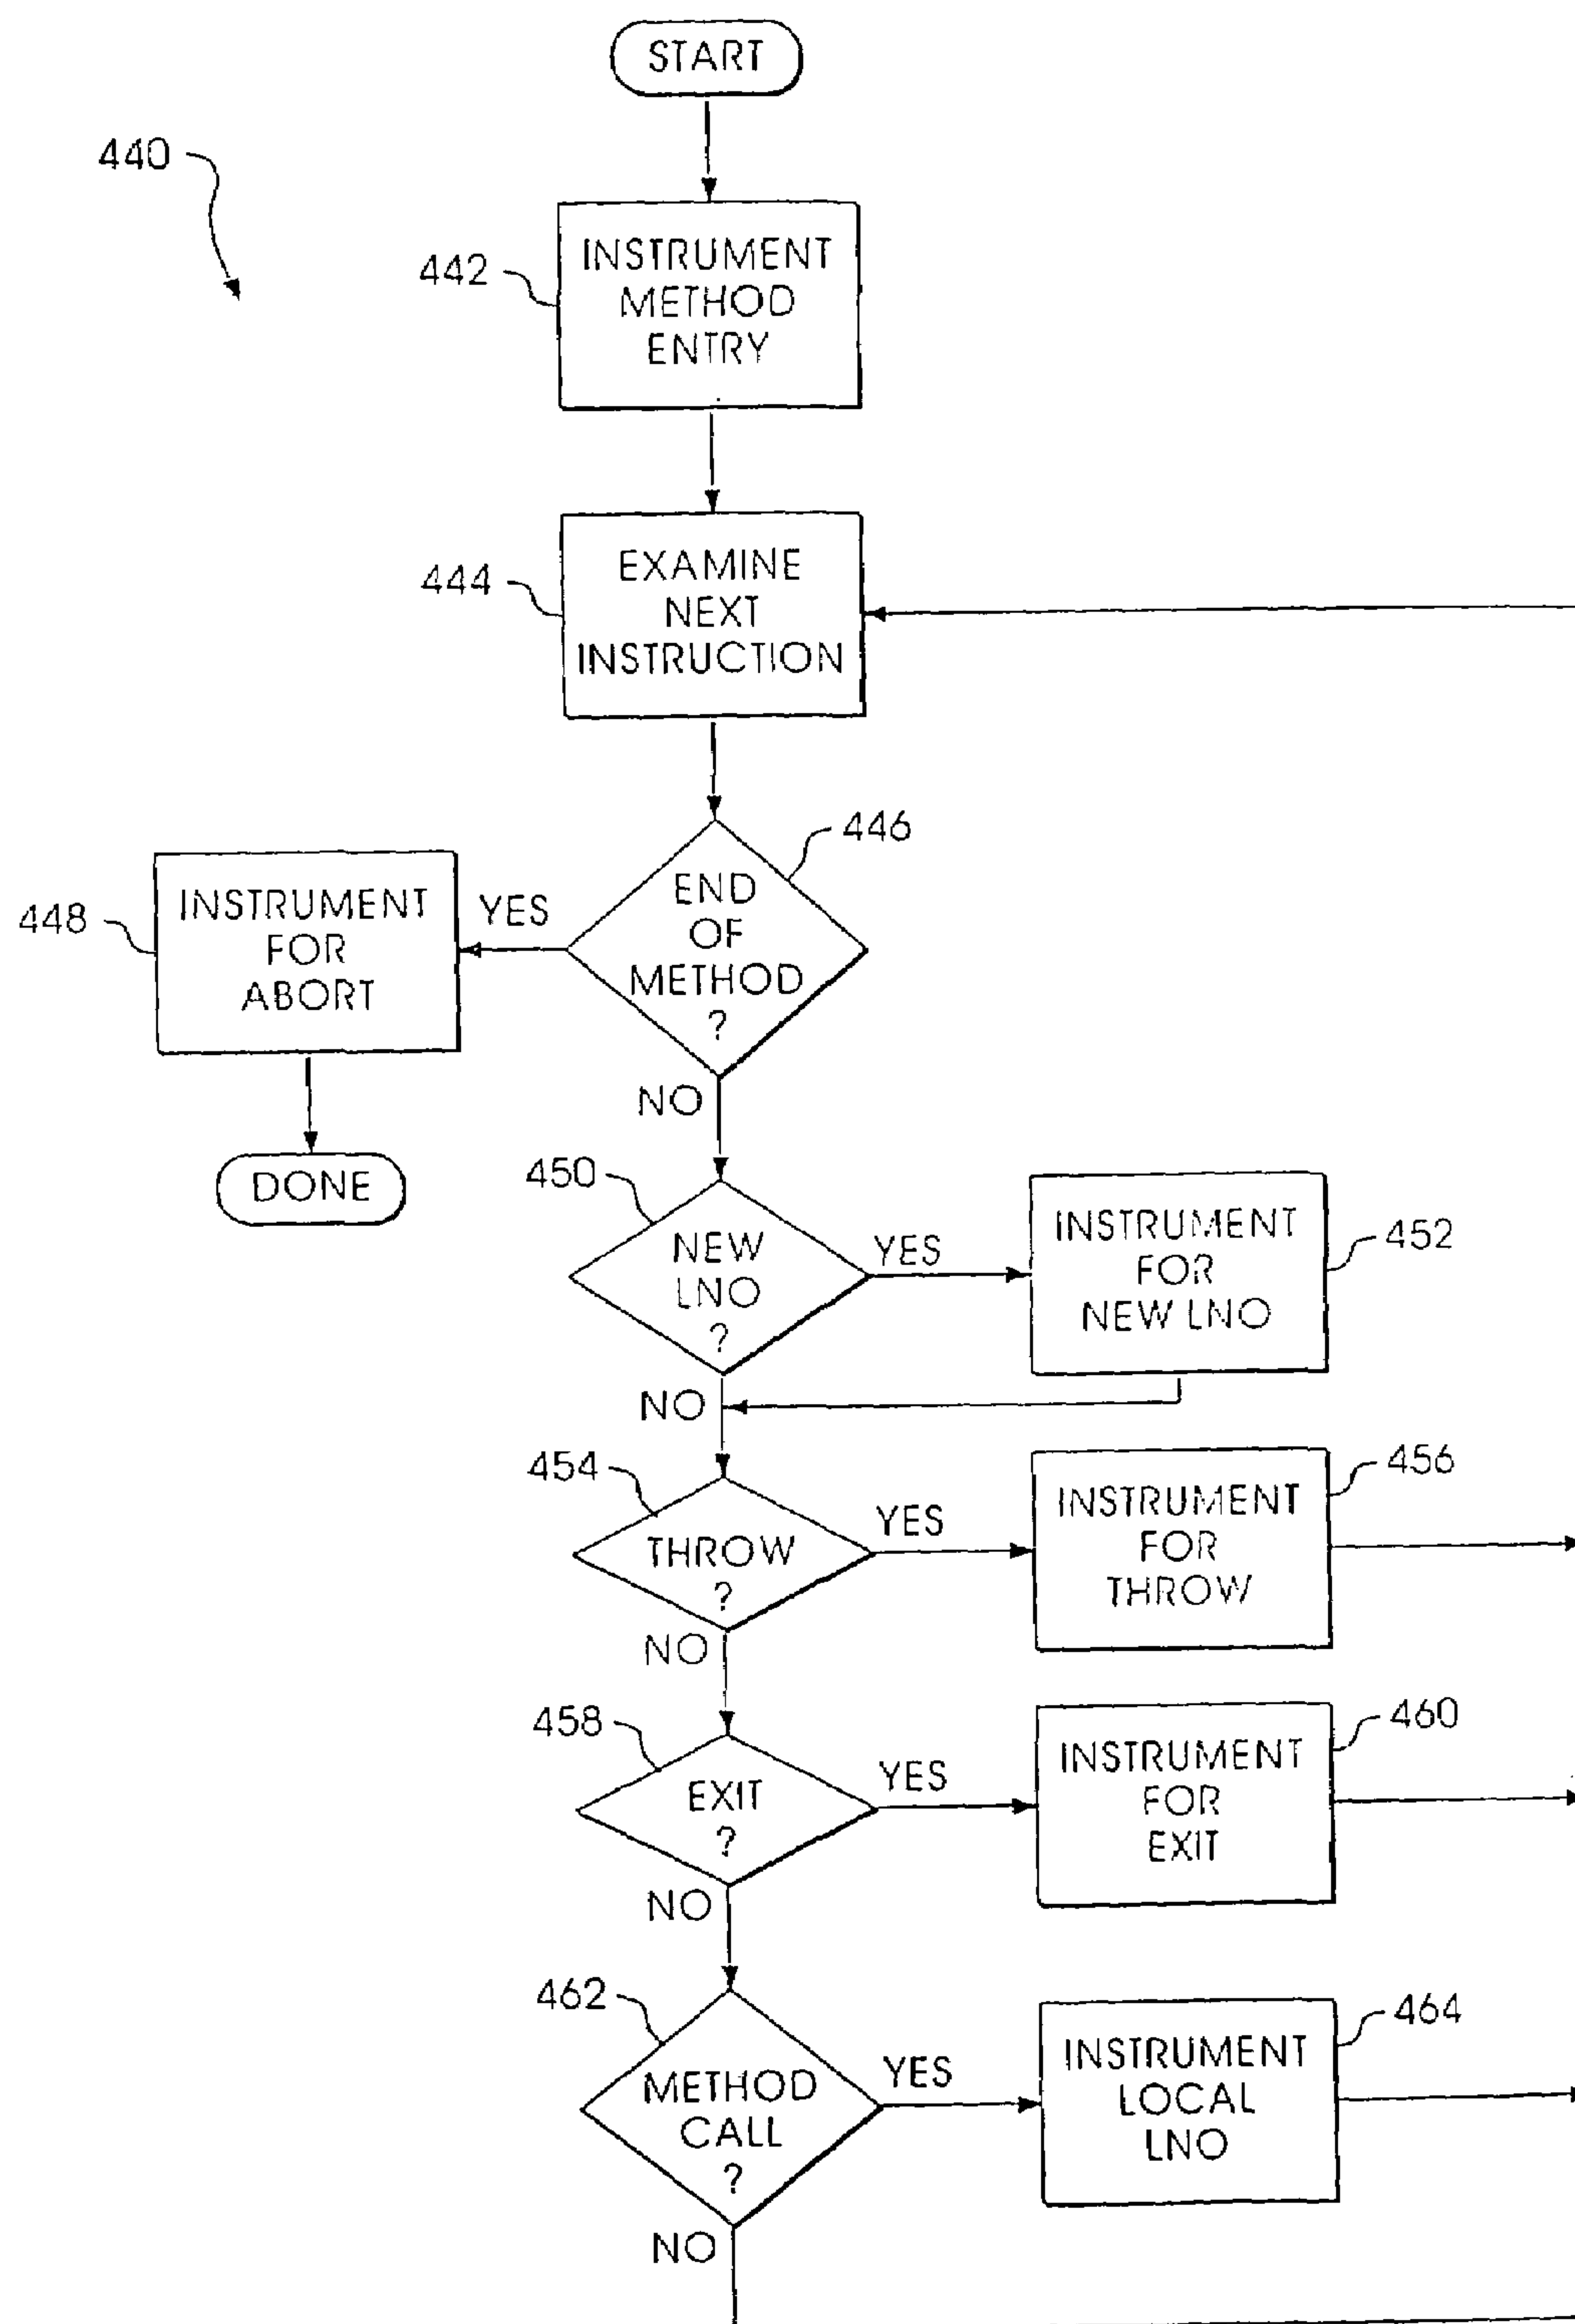 START
440
442
INSTRUMENT
METHOD
ENTRY
444
EXAMINE
NEXT
INSTRUCTION
446
END
OF
METHOD
?
YES
448
INSTRUMENT
FOR
ABORT
DONE
NO
450
NEW
LNO
?
YES
INSTRUMENT
FOR
NEW LNO
452
NO
454
THROW
?
YES
INSTRUMENT
FOR
THROW
456
NO
458
EXIT
?
YES
INSTRUMENT
FOR
EXIT
460
NO
462
METHOD
CALL
?
YES
INSTRUMENT
LOCAL
LNO
464
NO